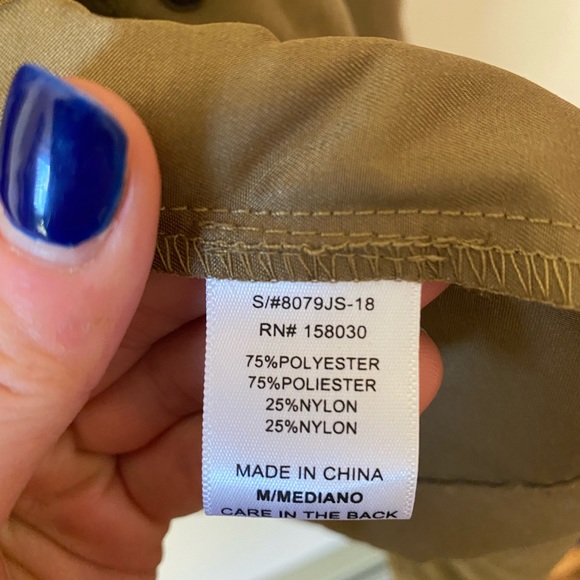 S/#8079JS-18
RN# 158030
75%POLYESTER
75%POLIESTER
25%NYLON
25%NYLON
MADE IN CHINA
M/MEDIANO
CARE IN THE BACK